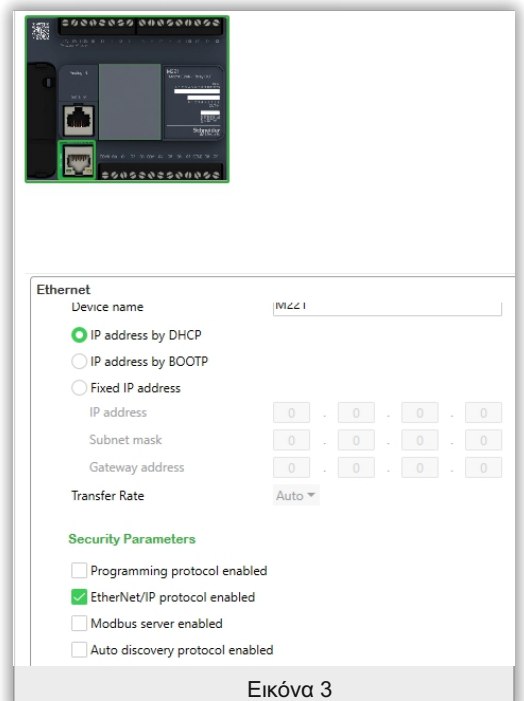 M221
Schneider
Ethernet
Device name M221
IP address by DHCP
IP address by BOOTP
Fixed IP address
IP address 0 . 0 . 0 . 0
Subnet mask 0 . 0 . 0 . 0
Gateway address 0 . 0 . 0 . 0
Transfer Rate Auto
Security Parameters
Programming protocol enabled
EtherNet/IP protocol enabled
Modbus server enabled
Auto discovery protocol enabled
Εικόνα 3